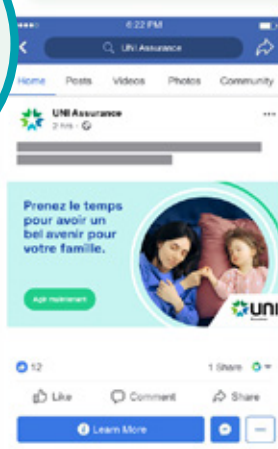 6:22 PM
UNI Assurance
Home Posts Videos Photos Community
UNI Assurance
2 hrs
Prenez le temps
pour avoir un
bel avenir pour
votre famille.
Agir maintenant
UNI
12
1 Share
Like Comment Share
Learn More